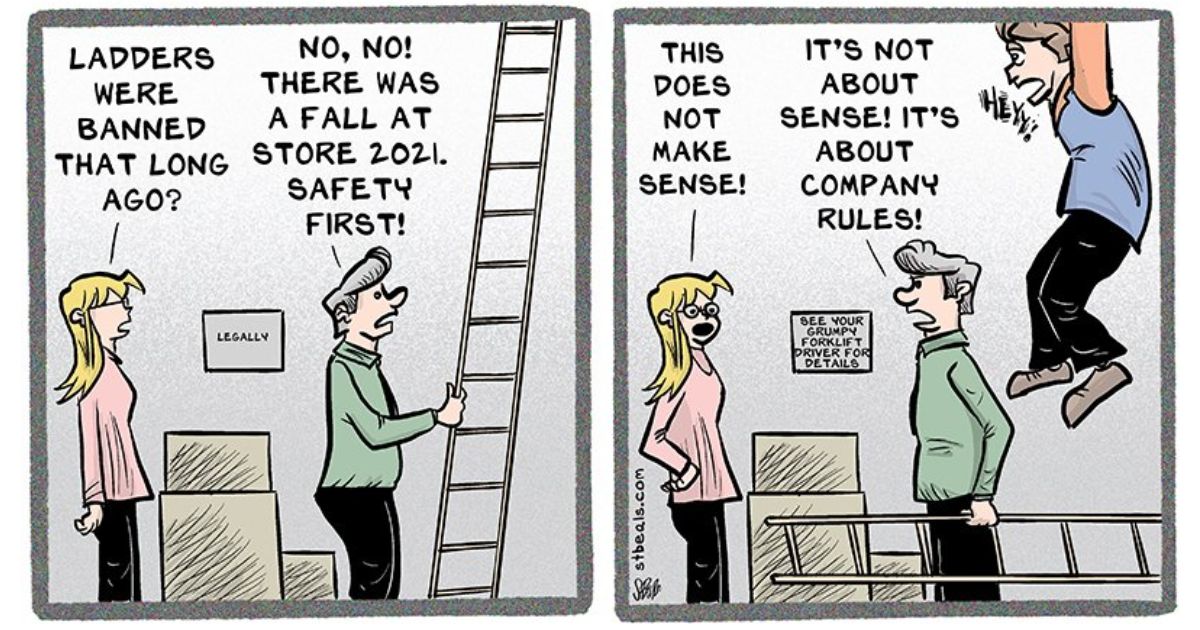 LADDERS
WERE
BANNED
THAT LONG
AGO?
NO, NO!
THERE WAS
A FALL AT
STORE 2021.
SAFETY
FIRST!
LEGALLY
THIS
DOES
NOT
MAKE
SENSE!
IT'S NOT
ABOUT
SENSE! IT'S
ABOUT
COMPANY
RULES!
HEY!
SEE YOUR
GRUMPY
FORKLIFT
DRIVER FOR
DETAILS
stbeals.com